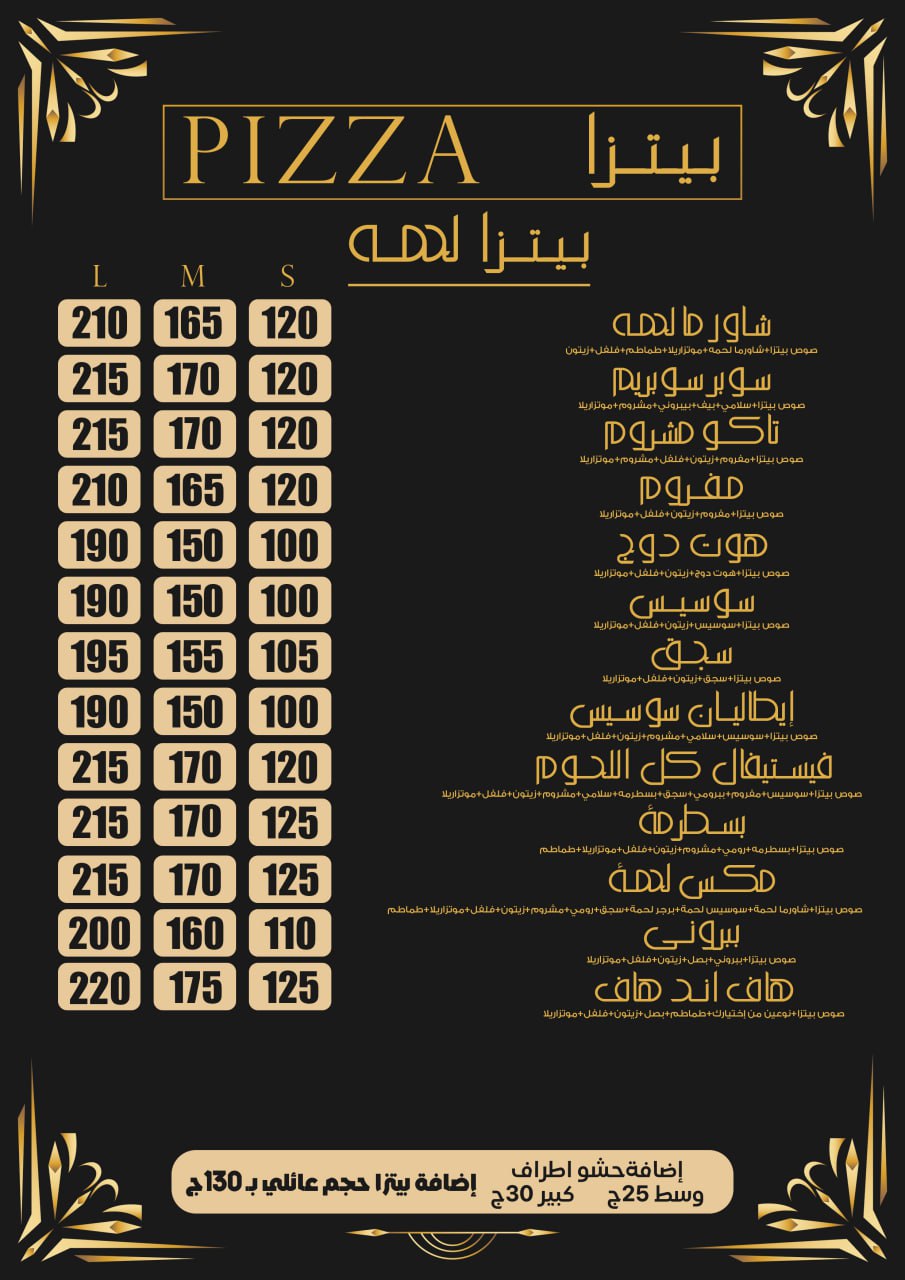 PIZZA بيتزا
بيتزا لحمه
L M S
شاورما لحمه 120 165 210
صوص بيتزا+شاورما لحمه+موتزاريلا+طماطم+فلفل+زيتون
سوبر سوبريم 120 170 215
صوص بيتزا+سلامي+بيف+بيبروني+مشروم+موتزاريلا
تاكو مشروم 120 170 215
صوص بيتزا+مفروم+زيتون+فلفل+مشروم+موتزاريلا
مفروم 120 165 210
صوص بيتزا+مفروم+زيتون+فلفل+موتزاريلا
هوت دوج 100 150 190
صوص بيتزا+هوت دوج+زيتون+فلفل+موتزاريلا
سوسيس 100 150 190
صوص بيتزا+سوسيس+زيتون+فلفل+موتزاريلا
سجق 105 155 195
صوص بيتزا+سجق+زيتون+فلفل+موتزاريلا
إيطاليان سوسيس 100 150 190
صوص بيتزا+سوسيس+سلامي+مشروم+زيتون+فلفل+موتزاريلا
فيستيفال كل اللحوم 120 170 215
صوص بيتزا+سوسيس+مفروم+بيرومي+سجق+بسطرمه+سلامي+مشروم+زيتون+فلفل+موتزاريلا
بسطرمة 125 170 215
صوص بيتزا+بسطرمه+رومي+مشروم+زيتون+فلفل+موتزاريلا+طماطم
مكس لحمة 125 170 215
صوص بيتزا+شاورما لحمة+سوسيس لحمة+برجر لحمة+سجق+رومي+مشروم+زيتون+فلفل+موتزاريلا+طماطم
ببرونى 110 160 200
صوص بيتزا+ببروني+بصل+زيتون+فلفل+موتزاريلا
هاف اند هاف 125 175 220
صوص بيتزا+نوعين من إختيارك+طماطم+بصل+زيتون+فلفل+موتزاريلا
إضافةحشو اطراف
وسط 25ج كبير 30ج
إضافة بيتزا حجم عائلي بـ 130ج